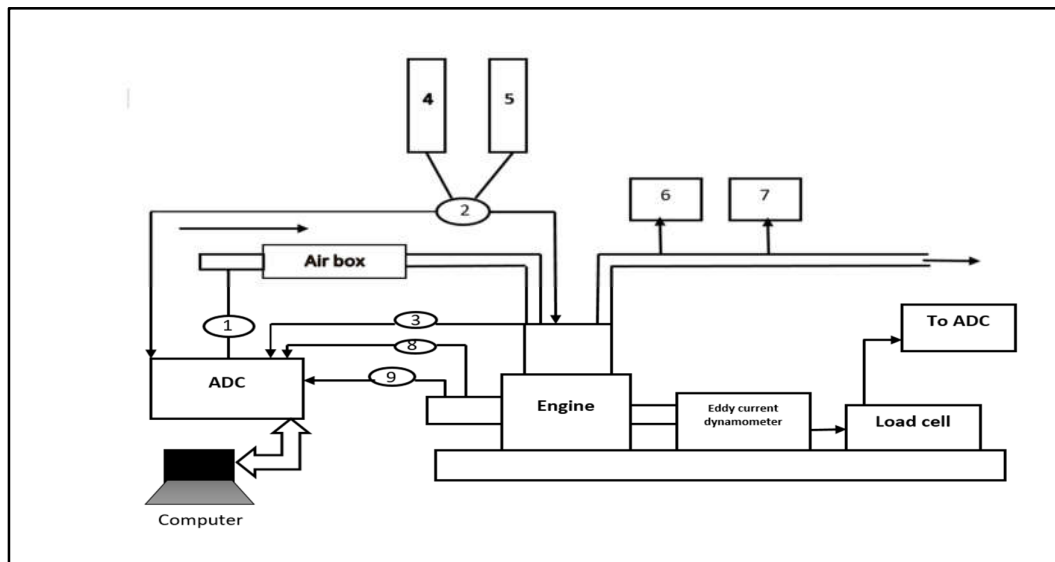 4
5
2
6
7
Air box
1
3
To ADC
8
ADC
9
Engine
Eddy current
dynamometer
Load cell
Computer